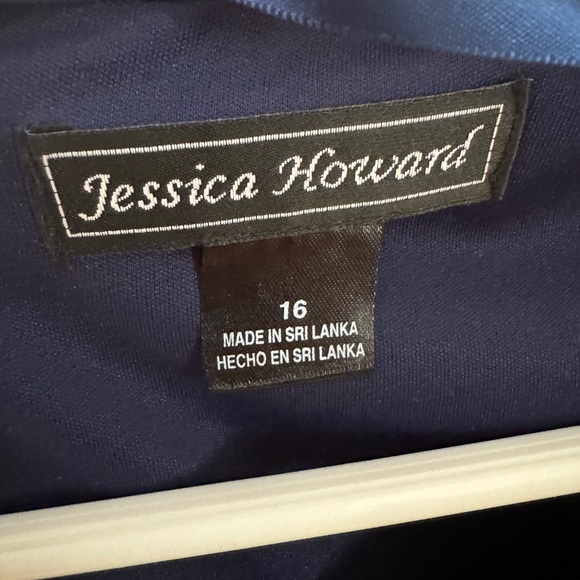 Jessica Howard
16
MADE IN SRI LANKA
HECHO EN SRI LANKA